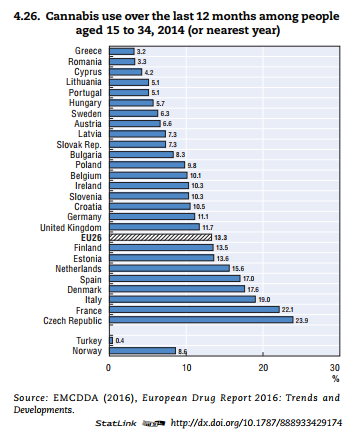 4.26. Cannabis use over the last 12 months among people
aged 15 to 34, 2014 (or nearest year)
Greece 3.2
Romania 3.3
Cyprus 4.2
Lithuania 5.1
Portugal 5.1
Hungary 5.7
Sweden 6.3
Austria 6.6
Latvia 7.3
Slovak Rep. 7.3
Bulgaria 8.3
Poland 9.8
Belgium 10.1
Ireland 10.3
Slovenia 10.3
Croatia 10.5
Germany 11.1
United Kingdom 11.7
EU26 13.3
Finland 13.5
Estonia 13.6
Netherlands 15.6
Spain 17.0
Denmark 17.6
Italy 19.0
France 22.1
Czech Republic 23.9
Turkey 0.4
Norway 8.6
0 10 20 30
%
Source: EMCDDA (2016), European Drug Report 2016: Trends and
Developments.
StatLink http://dx.doi.org/10.1787/888933429174